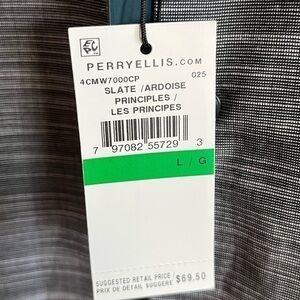 PERRYELLIS.COM
4CMW7000CP 025
SLATE /ARDOISE
PRINCIPLES /
LES PRINCIPES
7 97082 55729 3
L / G
SUGGESTED RETAIL PRICE
PRIX DE DETAIL SUGGERE
$69.50